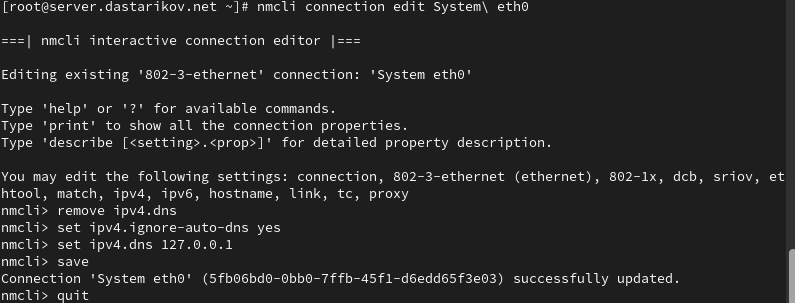 [root@server.dastarikov.net ~]# nmcli connection edit System\ eth0
===| nmcli interactive connection editor |===
Editing existing '802-3-ethernet' connection: 'System eth0'
Type 'help' or '?' for available commands.
Type 'print' to show all the connection properties.
Type 'describe [<setting>.<prop>]' for detailed property description.
You may edit the following settings: connection, 802-3-ethernet (ethernet), 802-1x, dcb, sriov, et
htool, match, ipv4, ipv6, hostname, link, tc, proxy
nmcli> remove ipv4.dns
nmcli> set ipv4.ignore-auto-dns yes
nmcli> set ipv4.dns 127.0.0.1
nmcli> save
Connection 'System eth0' (5fb06bd0-0bb0-7ffb-45f1-d6edd65f3e03) successfully updated.
nmcli> quit